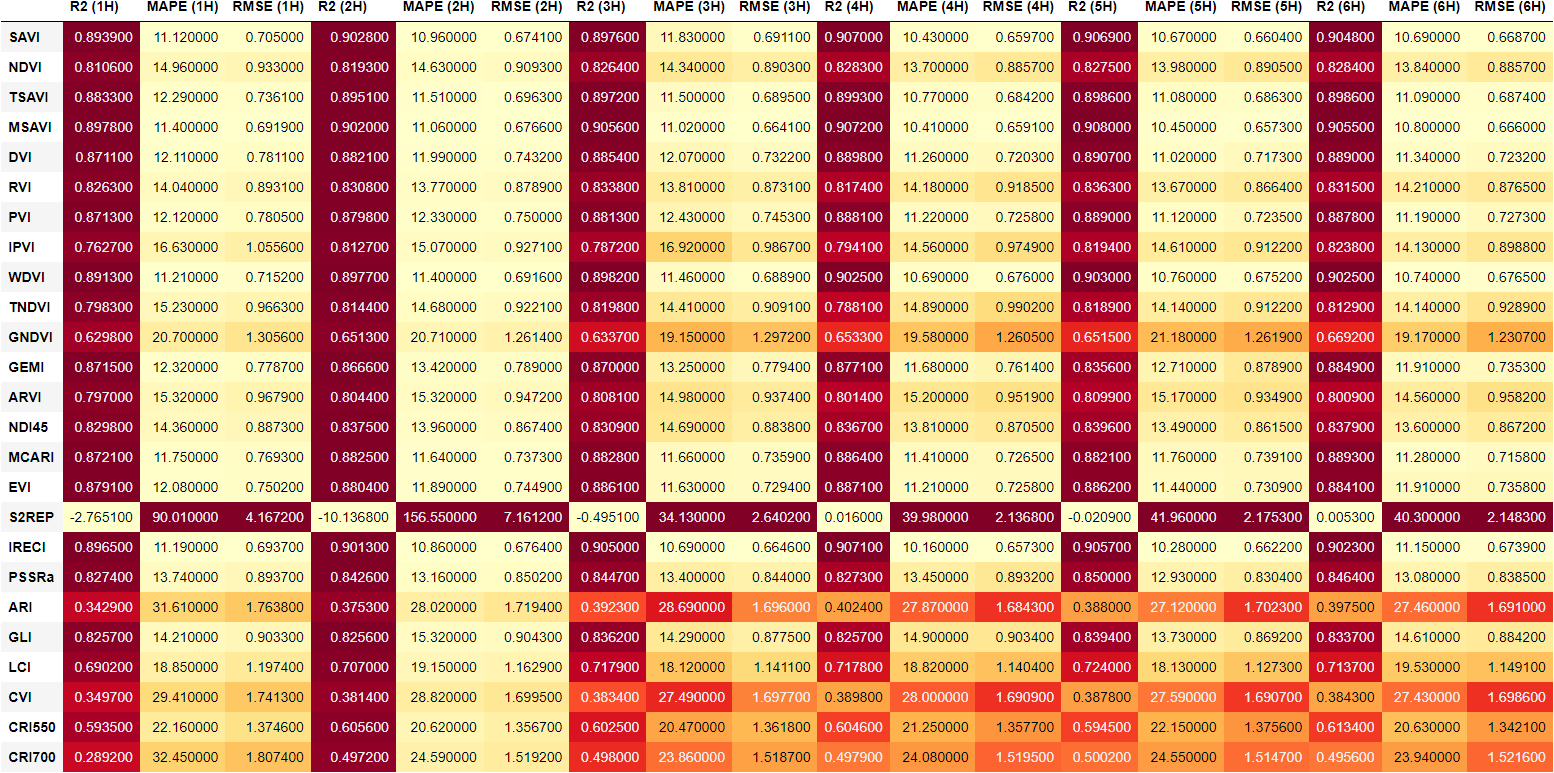 R2 (1H) MAPE (1H) RMSE (1H) R2 (2H) MAPE (2H) RMSE (2H) R2 (3H) MAPE (3H) RMSE (3H) R2 (4H) MAPE (4H) RMSE (4H) R2 (5H) MAPE (5H) RMSE (5H) R2 (6H) MAPE (6H) RMSE (6H)
SAVI 0.893900 11.120000 0.705000 0.902800 10.960000 0.674100 0.897600 11.830000 0.691100 0.907000 10.430000 0.659700 0.906900 10.670000 0.660400 0.904800 10.690000 0.668700
NDVI 0.810600 14.960000 0.933000 0.819300 14.630000 0.909300 0.826400 14.340000 0.890300 0.828300 13.700000 0.885700 0.827500 13.980000 0.890500 0.828400 13.840000 0.885700
TSAVI 0.883300 12.290000 0.736100 0.895100 11.510000 0.696300 0.897200 11.500000 0.689500 0.899300 10.770000 0.684200 0.898600 11.080000 0.686300 0.898600 11.090000 0.687400
MSAVI 0.897800 11.400000 0.691900 0.902000 11.060000 0.676600 0.905600 11.020000 0.664100 0.907200 10.410000 0.659100 0.908000 10.450000 0.657300 0.905500 10.800000 0.666000
DVI 0.871100 12.110000 0.781100 0.882100 11.990000 0.743200 0.885400 12.070000 0.732200 0.889800 11.260000 0.720300 0.890700 11.020000 0.717300 0.889000 11.340000 0.723200
RVI 0.826300 14.040000 0.893100 0.830800 13.770000 0.878900 0.833800 13.810000 0.873100 0.817400 14.180000 0.918500 0.836300 13.670000 0.866400 0.831500 14.210000 0.876500
PVI 0.871300 12.120000 0.780500 0.879800 12.330000 0.750000 0.881300 12.430000 0.745300 0.888100 11.220000 0.725800 0.889000 11.120000 0.723500 0.887800 11.190000 0.727300
IPVI 0.762700 16.630000 1.055600 0.812700 15.070000 0.927100 0.787200 16.920000 0.986700 0.794100 14.560000 0.974900 0.819400 14.610000 0.912200 0.823800 14.130000 0.898800
WDVI 0.891300 11.210000 0.715200 0.897700 11.400000 0.691600 0.898200 11.460000 0.688900 0.902500 10.690000 0.676000 0.903000 10.760000 0.675200 0.902500 10.740000 0.676500
TNDVI 0.798300 15.230000 0.966300 0.814400 14.680000 0.922100 0.819800 14.410000 0.909100 0.788100 14.890000 0.990200 0.818900 14.140000 0.912200 0.812900 14.140000 0.928900
GNDVI 0.629800 20.700000 1.305600 0.651300 20.710000 1.261400 0.633700 19.150000 1.297200 0.653300 19.580000 1.260500 0.651500 21.180000 1.261900 0.669200 19.170000 1.230700
GEMI 0.871500 12.320000 0.778700 0.866600 13.420000 0.789000 0.870000 13.250000 0.779400 0.877100 11.680000 0.761400 0.835600 12.710000 0.878900 0.884900 11.910000 0.735300
ARVI 0.797000 15.320000 0.967900 0.804400 15.320000 0.947200 0.808100 14.980000 0.937400 0.801400 15.200000 0.951900 0.809900 15.170000 0.934900 0.800900 14.560000 0.958200
NDI45 0.829800 14.360000 0.887300 0.837500 13.960000 0.867400 0.830900 14.690000 0.883800 0.836700 13.810000 0.870500 0.839600 13.490000 0.861500 0.837900 13.600000 0.867200
MCARI 0.872100 11.750000 0.769300 0.882500 11.640000 0.737300 0.882800 11.660000 0.735900 0.886400 11.410000 0.726500 0.882100 11.760000 0.739100 0.889300 11.280000 0.715800
EVI 0.879100 12.080000 0.750200 0.880400 11.890000 0.744900 0.886100 11.630000 0.729400 0.887100 11.210000 0.725800 0.886200 11.440000 0.730900 0.884100 11.910000 0.735800
S2REP -2.765100 90.010000 4.167200 -10.136800 156.550000 7.161200 -0.495100 34.130000 2.640200 0.016000 39.980000 2.136800 -0.020900 41.960000 2.175300 0.005300 40.300000 2.148300
IRECI 0.896500 11.190000 0.693700 0.901300 10.860000 0.676400 0.905000 10.690000 0.664600 0.907100 10.160000 0.657300 0.905700 10.280000 0.662200 0.902300 11.150000 0.673900
PSSRa 0.827400 13.740000 0.893700 0.842600 13.160000 0.850200 0.844700 13.400000 0.844000 0.827300 13.450000 0.893200 0.850000 12.930000 0.830400 0.846400 13.080000 0.838500
ARI 0.342900 31.610000 1.763800 0.375300 28.020000 1.719400 0.392300 28.690000 1.696000 0.402400 27.870000 1.684300 0.388000 27.120000 1.702300 0.397500 27.460000 1.691000
GLI 0.825700 14.210000 0.903300 0.825600 15.320000 0.904300 0.836200 14.290000 0.877500 0.825700 14.900000 0.903400 0.839400 13.730000 0.869200 0.833700 14.610000 0.884200
LCI 0.690200 18.850000 1.197400 0.707000 19.150000 1.162900 0.717900 18.120000 1.141100 0.717800 18.820000 1.140400 0.724000 18.130000 1.127300 0.713700 19.530000 1.149100
CVI 0.349700 29.410000 1.741300 0.381400 28.820000 1.699500 0.383400 27.490000 1.697700 0.389800 28.000000 1.690900 0.387800 27.590000 1.690700 0.384300 27.430000 1.698600
CRI550 0.593500 22.160000 1.374600 0.605600 20.620000 1.356700 0.602500 20.470000 1.361800 0.604600 21.250000 1.357700 0.594500 22.150000 1.375600 0.613400 20.630000 1.342100
CRI700 0.289200 32.450000 1.807400 0.497200 24.590000 1.519200 0.498000 23.860000 1.518700 0.497900 24.080000 1.519500 0.500200 24.550000 1.514700 0.495600 23.940000 1.521600